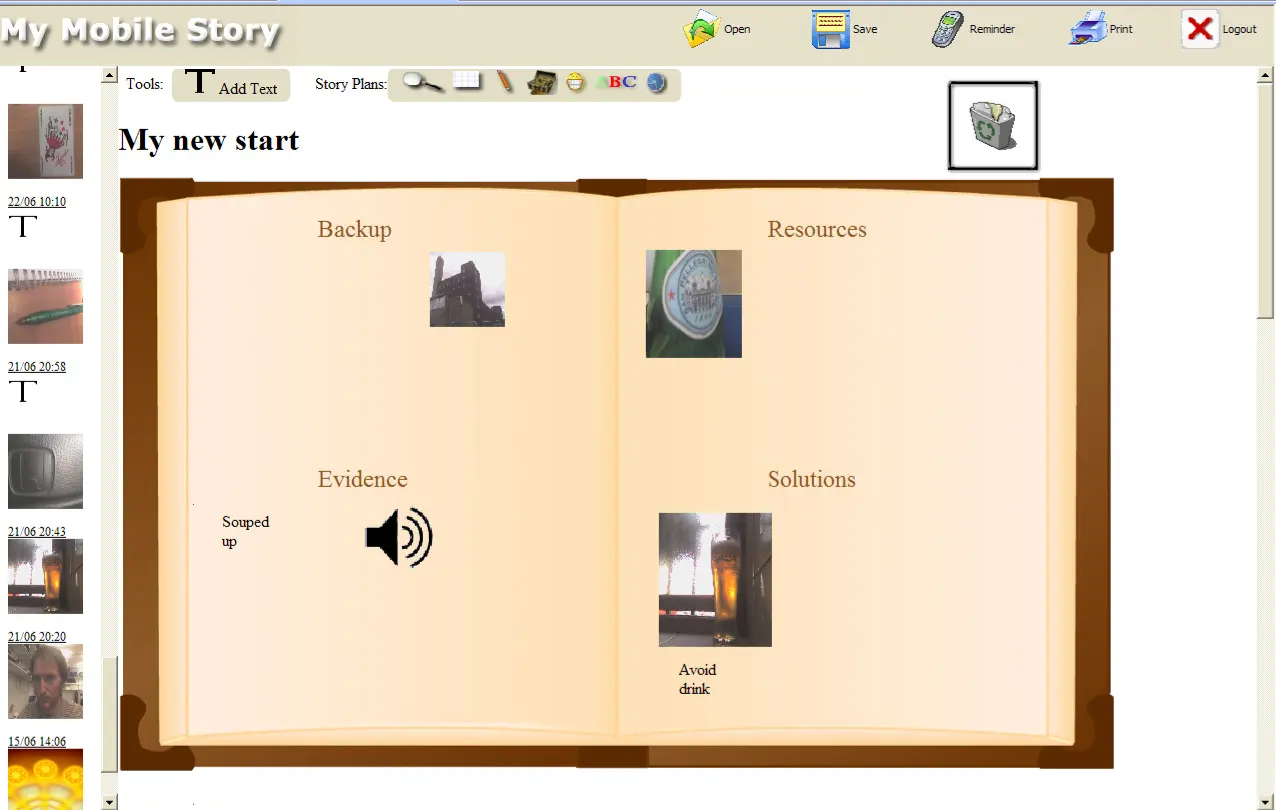 My Mobile Story
Open
Save
Reminder
Print
Logout
Tools:
T Add Text
Story Plans:
ABC
My new start
22/06 10:10
T
21/06 20:58
T
21/06 20:43
21/06 20:20
15/06 14:06
Backup
Resources
Evidence
Souped
up
Solutions
Avoid
drink